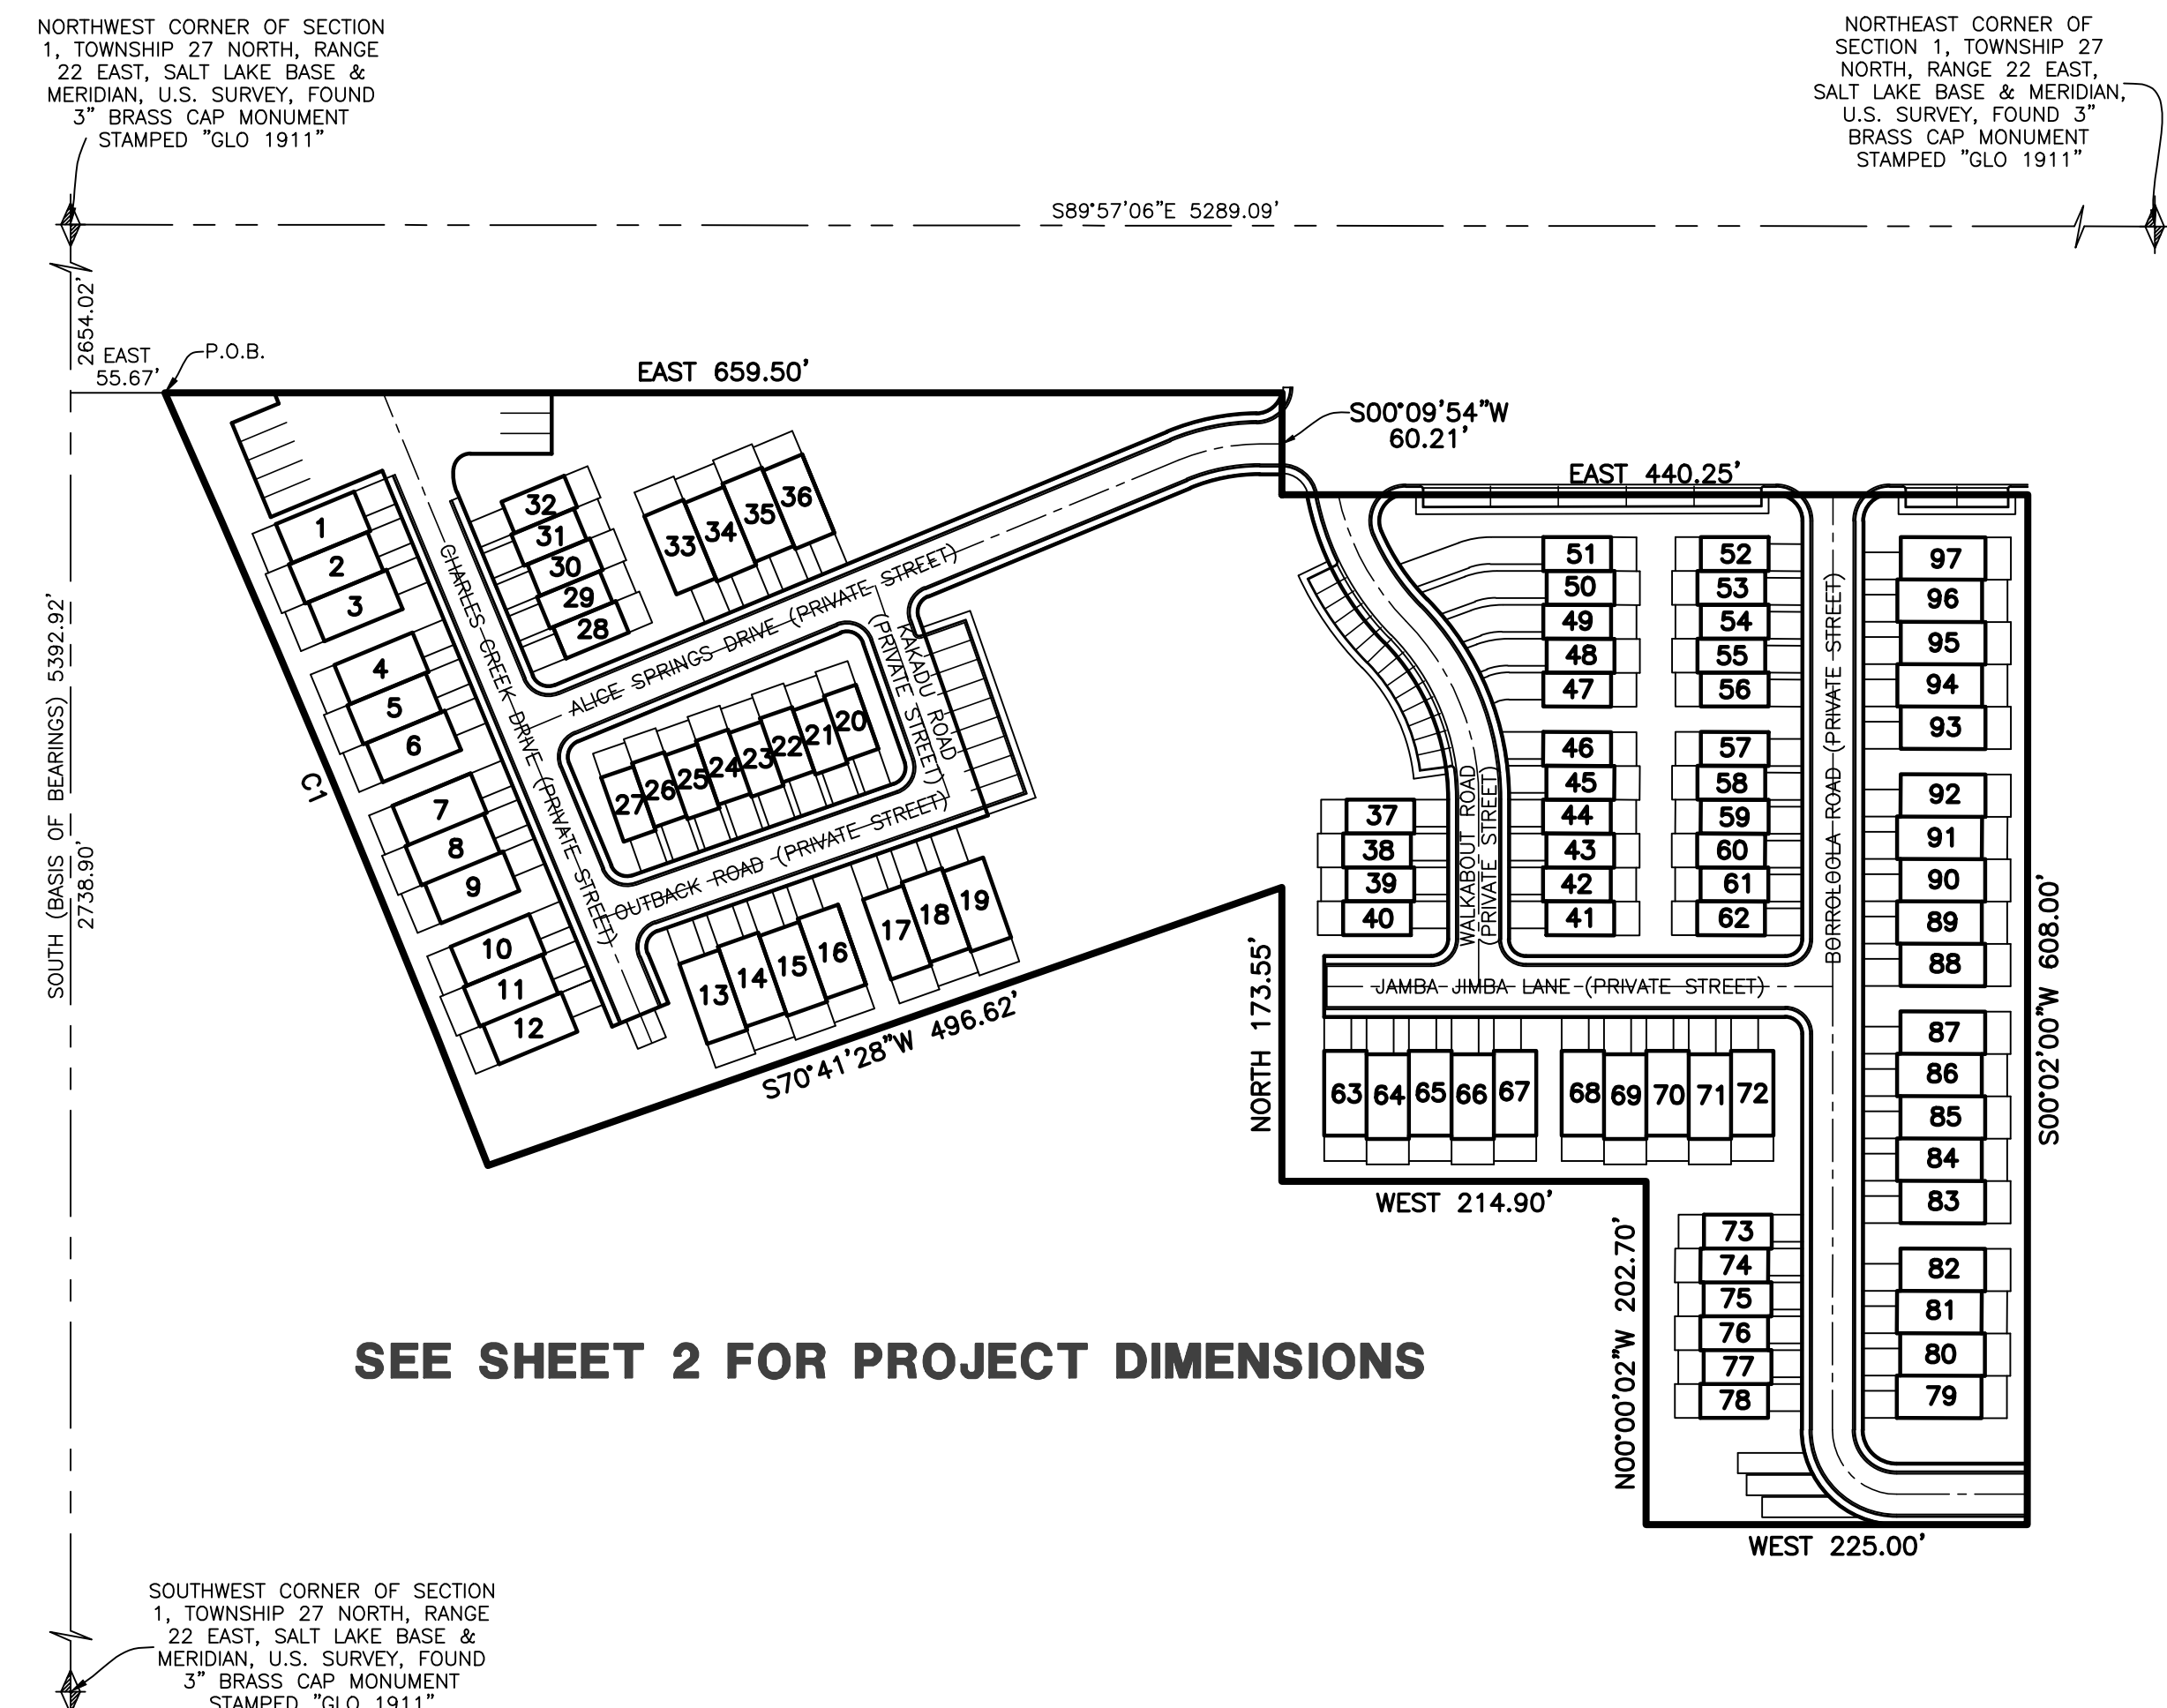 NORTHWEST CORNER OF SECTION
1, TOWNSHIP 27 NORTH, RANGE
22 EAST, SALT LAKE BASE &
MERIDIAN, U.S. SURVEY, FOUND
3" BRASS CAP MONUMENT
STAMPED "GLO 1911"
NORTHEAST CORNER OF
SECTION 1, TOWNSHIP 27
NORTH, RANGE 22 EAST,
SALT LAKE BASE & MERIDIAN,
U.S. SURVEY, FOUND 3"
BRASS CAP MONUMENT
STAMPED "GLO 1911"
S89°57'06"E 5289.09'
2654.02'
EAST
55.67'
P.O.B.
EAST 659.50'
S00°09'54"W
60.21'
EAST 440.25'
SOUTH (BASIS OF BEARINGS) 5392.92'
2738.90'
C1
1
2
3
4
5
6
7
8
9
10
11
12
CHARLES CREEK DRIVE (PRIVATE STREET)
32
31
30
29
28
33
34
35
36
ALICE SPRINGS DRIVE (PRIVATE STREET)
KAKADU ROAD
(PRIVATE STREET)
27
26
25
24
23
22
21
20
OUTBACK ROAD (PRIVATE STREET)
13
14
15
16
17
18
19
S70°41'28"W 496.62'
NORTH 173.55'
37
38
39
40
WALKABOUT ROAD
(PRIVATE STREET)
51
50
49
48
47
46
45
44
43
42
41
52
53
54
55
56
57
58
59
60
61
62
BORROLOOLA ROAD (PRIVATE STREET)
97
96
95
94
93
92
91
90
89
88
87
86
85
84
83
82
81
80
79
S00°02'00"W 608.00'
JAMBA JIMBA LANE (PRIVATE STREET)
63
64
65
66
67
68
69
70
71
72
WEST 214.90'
N00°00'02"W 202.70'
73
74
75
76
77
78
WEST 225.00'
SEE SHEET 2 FOR PROJECT DIMENSIONS
SOUTHWEST CORNER OF SECTION
1, TOWNSHIP 27 NORTH, RANGE
22 EAST, SALT LAKE BASE &
MERIDIAN, U.S. SURVEY, FOUND
3" BRASS CAP MONUMENT
STAMPED "GLO 1911"